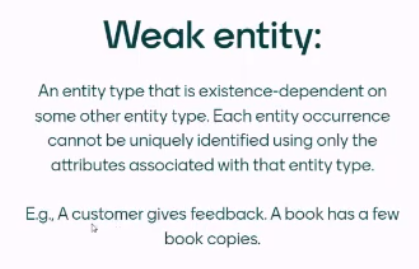 Weak entity:
An entity type that is existence-dependent on
some other entity type. Each entity occurrence
cannot be uniquely identified using only the
attributes associated with that entity type.
E.g., A customer gives feedback. A book has a few
book copies.